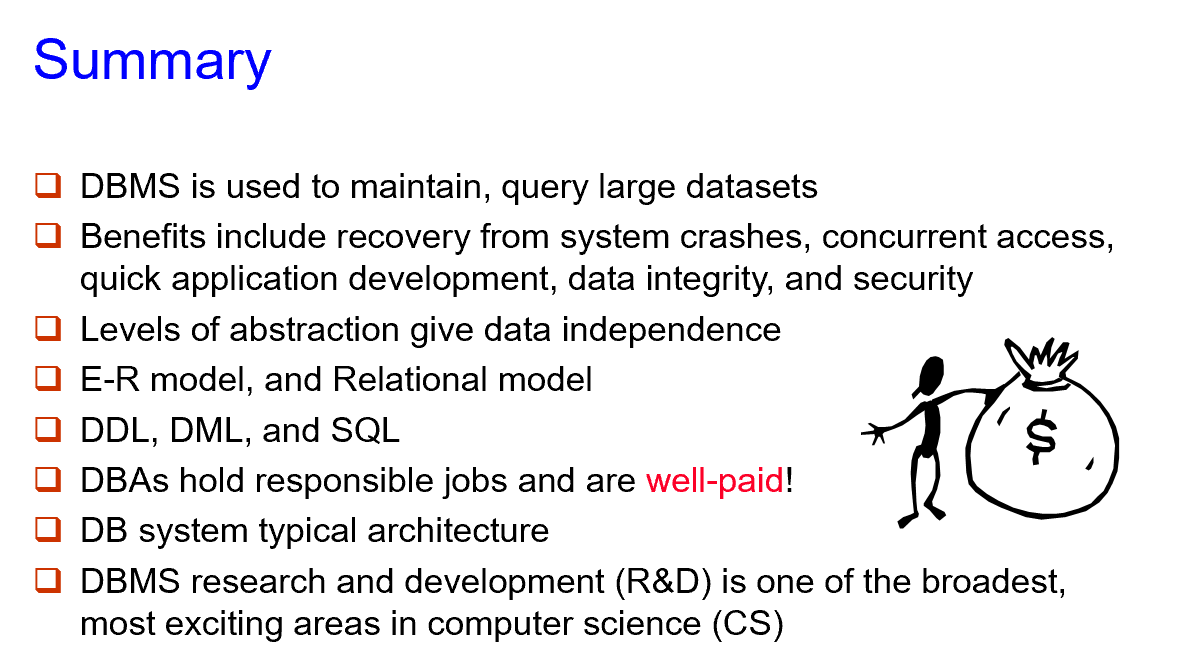 Summary
DBMS is used to maintain, query large datasets
Benefits include recovery from system crashes, concurrent access,
quick application development, data integrity, and security
Levels of abstraction give data independence
E-R model, and Relational model
DDL, DML, and SQL
DBAs hold responsible jobs and are well-paid!
$
DB system typical architecture
DBMS research and development (R&D) is one of the broadest,
most exciting areas in computer science (CS)